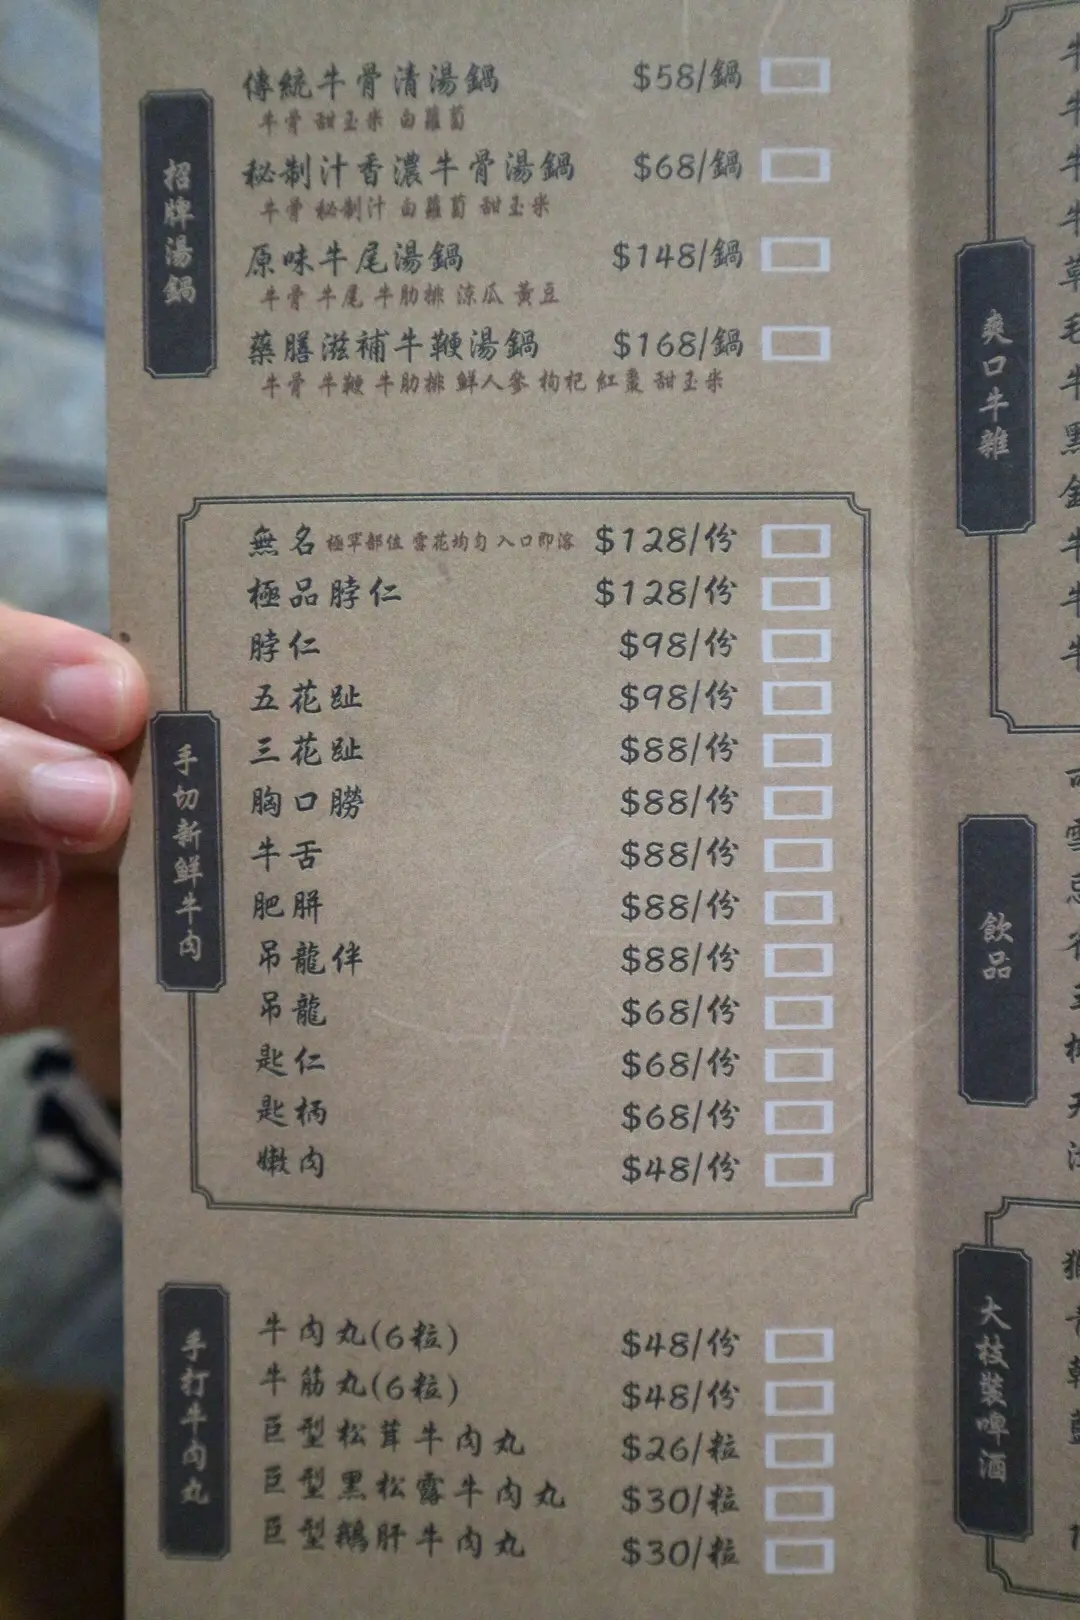 招牌湯鍋
傳統牛骨清湯鍋 $58/鍋
牛骨 甜玉米 白蘿蔔
秘制汁香濃牛骨湯鍋 $68/鍋
牛骨 秘制汁 白蘿蔔 甜玉米
原味牛尾湯鍋 $148/鍋
牛骨 牛尾 牛肋排 涼瓜 黃豆
藥膳滋補牛鞭湯鍋 $168/鍋
牛骨 牛鞭 牛肋排 鮮人參 枸杞 紅棗 甜玉米
手切新鮮牛肉
無名 極罕部位 雪花均勻 入口即溶 $128/份
極品脖仁 $128/份
脖仁 $98/份
五花趾 $98/份
三花趾 $88/份
胸口朥 $88/份
牛舌 $88/份
肥胼 $88/份
吊龍伴 $88/份
吊龍 $68/份
匙仁 $68/份
匙柄 $68/份
嫩肉 $48/份
手打牛肉丸
牛肉丸(6粒) $48/份
牛筋丸(6粒) $48/份
巨型松茸牛肉丸 $26/粒
巨型黑松露牛肉丸 $30/粒
巨型鵝肝牛肉丸 $30/粒
爽口牛雜
飲品
大枝裝啤酒